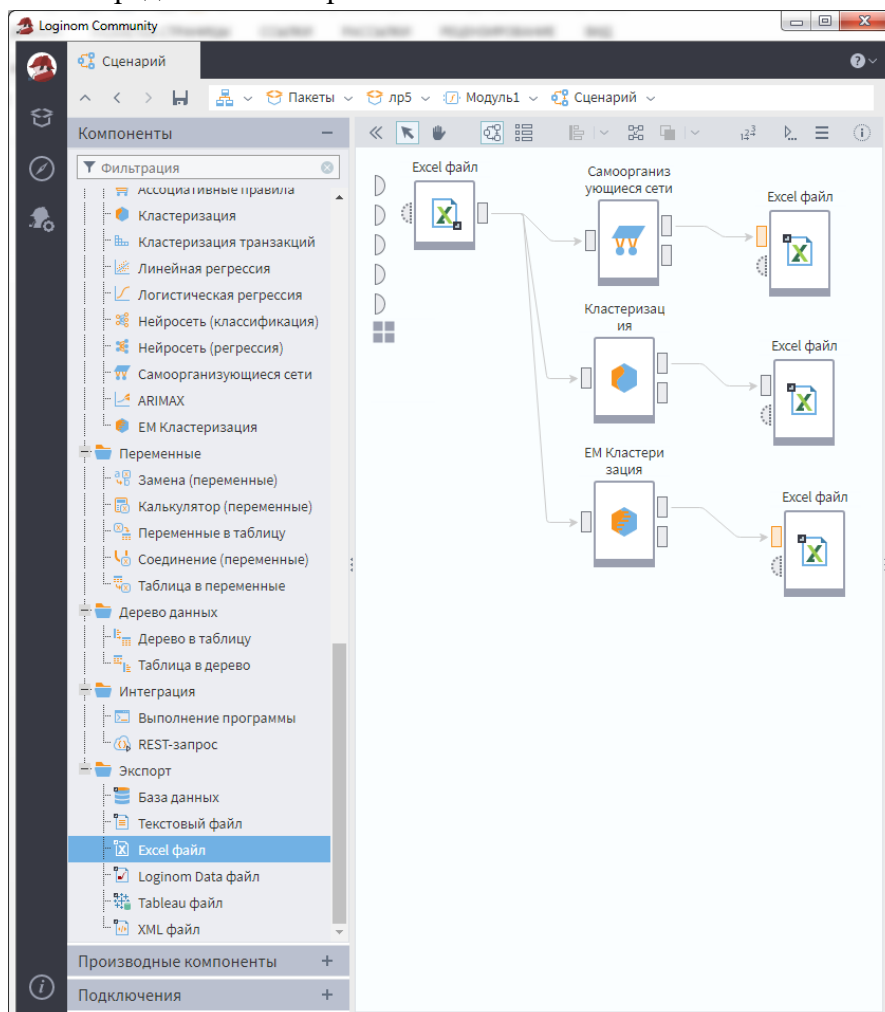 Loginom Community
Сценарий
Пакеты
лр5
Модуль1
Сценарий
Компоненты
Фильтрация
Ассоциативные правила
Кластеризация
Кластеризация транзакций
Линейная регрессия
Логистическая регрессия
Нейросеть (классификация)
Нейросеть (регрессия)
Самоорганизующиеся сети
ARIMAX
EM Кластеризация
Переменные
Замена (переменные)
Калькулятор (переменные)
Переменные в таблицу
Соединение (переменные)
Таблица в переменные
Дерево данных
Дерево в таблицу
Таблица в дерево
Интеграция
Выполнение программы
REST-запрос
Экспорт
База данных
Текстовый файл
Excel файл
Loginom Data файл
Tableau файл
XML файл
Производные компоненты
Подключения
Excel файл
Самоорганиз
ующиеся сети
Excel файл
Кластеризац
ия
Excel файл
EM Кластери
зация
Excel файл